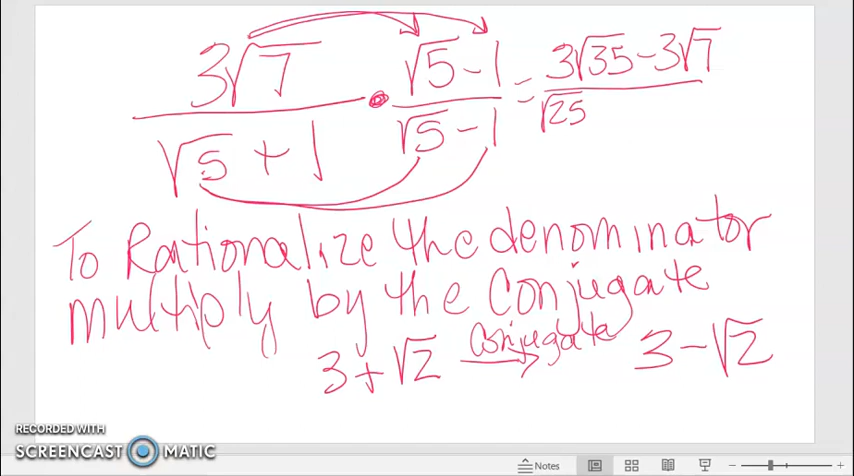 3√7 / (√5 + 1) · (√5 − 1) / (√5 − 1) = (3√35 − 3√7) / √25
To Rationalize the denominator
multiply by the Conjugate
3 + √2 Conjugate → 3 − √2
RECORDED WITH
SCREENCAST MATIC
Notes